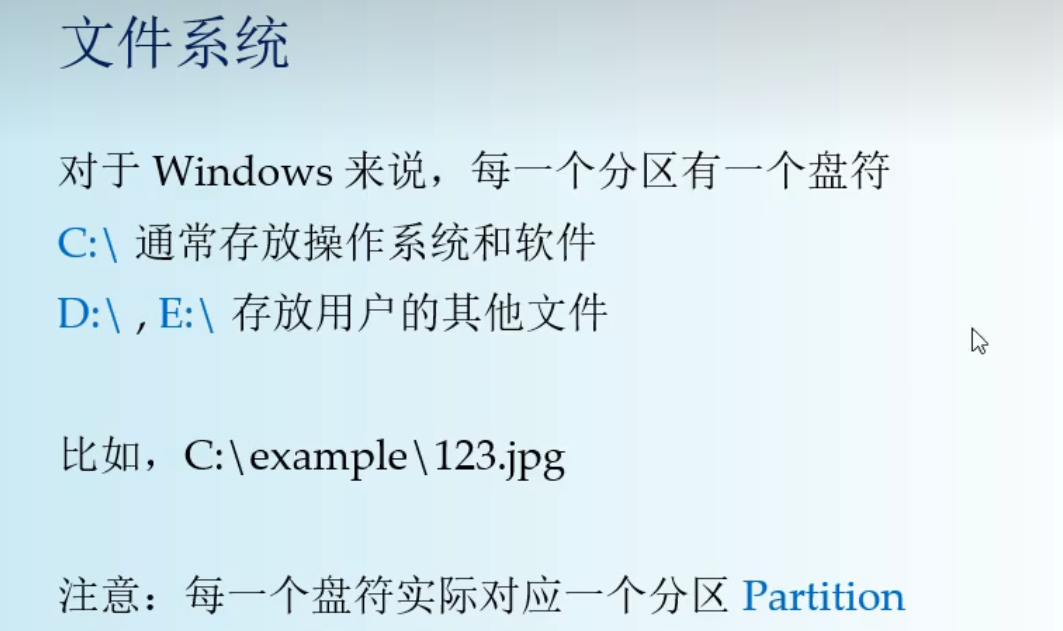 文件系统
对于 Windows 来说，每一个分区有一个盘符
C:\ 通常存放操作系统和软件
D:\ , E:\ 存放用户的其他文件
比如，C:\example\123.jpg
注意：每一个盘符实际对应一个分区 Partition